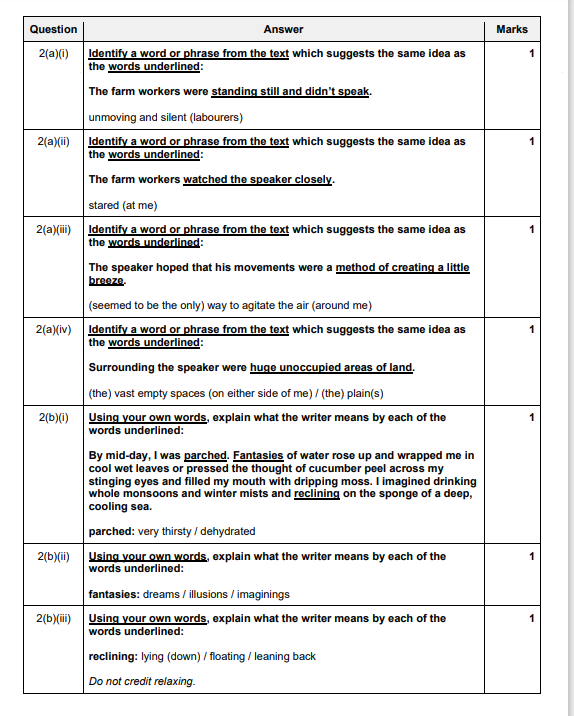 Question Answer Marks
2(a)(i) Identify a word or phrase from the text which suggests the same idea as 1
the words underlined:
The farm workers were standing still and didn't speak.
unmoving and silent (labourers)
2(a)(ii) Identify a word or phrase from the text which suggests the same idea as 1
the words underlined:
The farm workers watched the speaker closely.
stared (at me)
2(a)(iii) Identify a word or phrase from the text which suggests the same idea as 1
the words underlined:
The speaker hoped that his movements were a method of creating a little
breeze.
(seemed to be the only) way to agitate the air (around me)
2(a)(iv) Identify a word or phrase from the text which suggests the same idea as 1
the words underlined:
Surrounding the speaker were huge unoccupied areas of land.
(the) vast empty spaces (on either side of me) / (the) plain(s)
2(b)(i) Using your own words, explain what the writer means by each of the 1
words underlined:
By mid-day, I was parched. Fantasies of water rose up and wrapped me in
cool wet leaves or pressed the thought of cucumber peel across my
stinging eyes and filled my mouth with dripping moss. I imagined drinking
whole monsoons and winter mists and reclining on the sponge of a deep,
cooling sea.
parched: very thirsty / dehydrated
2(b)(ii) Using your own words, explain what the writer means by each of the 1
words underlined:
fantasies: dreams / illusions / imaginings
2(b)(iii) Using your own words, explain what the writer means by each of the 1
words underlined:
reclining: lying (down) / floating / leaning back
Do not credit relaxing.